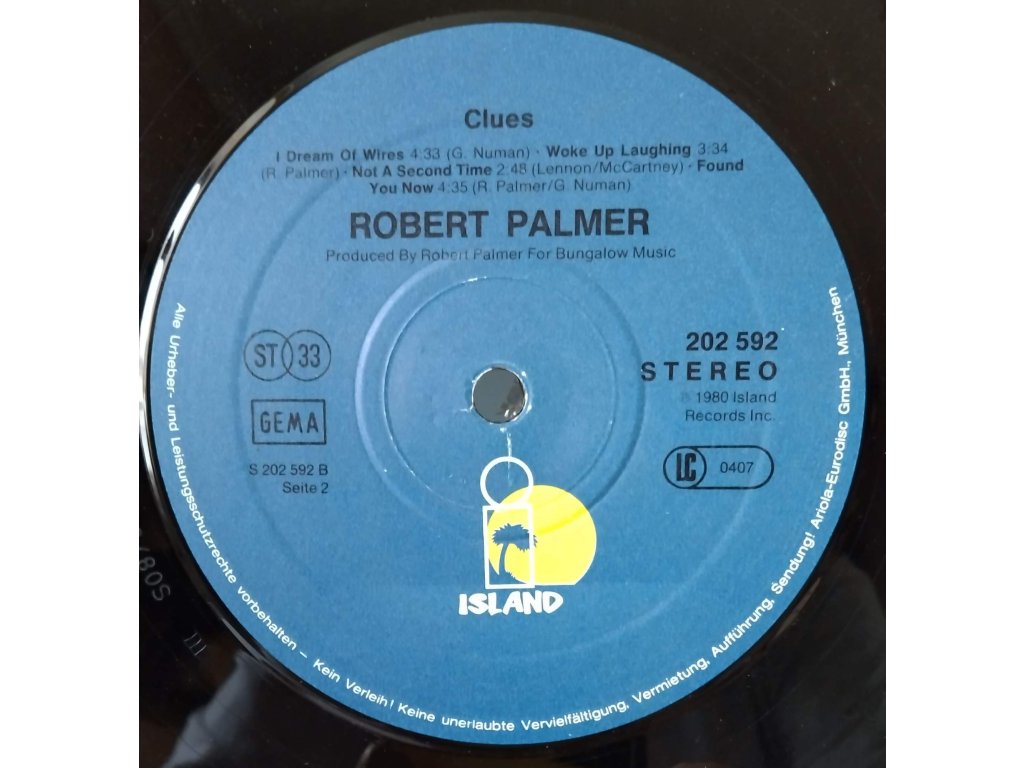 Clues
I Dream Of Wires 4:33 (G. Numan) · Woke Up Laughing 3:34
(R. Palmer) · Not A Second Time 2:48 (Lennon/McCartney) · Found
You Now 4:35 (R. Palmer/G. Numan)
ROBERT PALMER
Produced By Robert Palmer For Bungalow Music
ST 33
GEMA
S 202 592 B
Seite 2
202 592
STEREO
℗ 1980 Island
Records Inc.
LC 0407
ISLAND
Alle Urheber- und Leistungsschutzrechte vorbehalten – Kein Verleih! Keine unerlaubte Vervielfältigung, Vermietung, Aufführung, Sendung! Ariola-Eurodisc GmbH., München